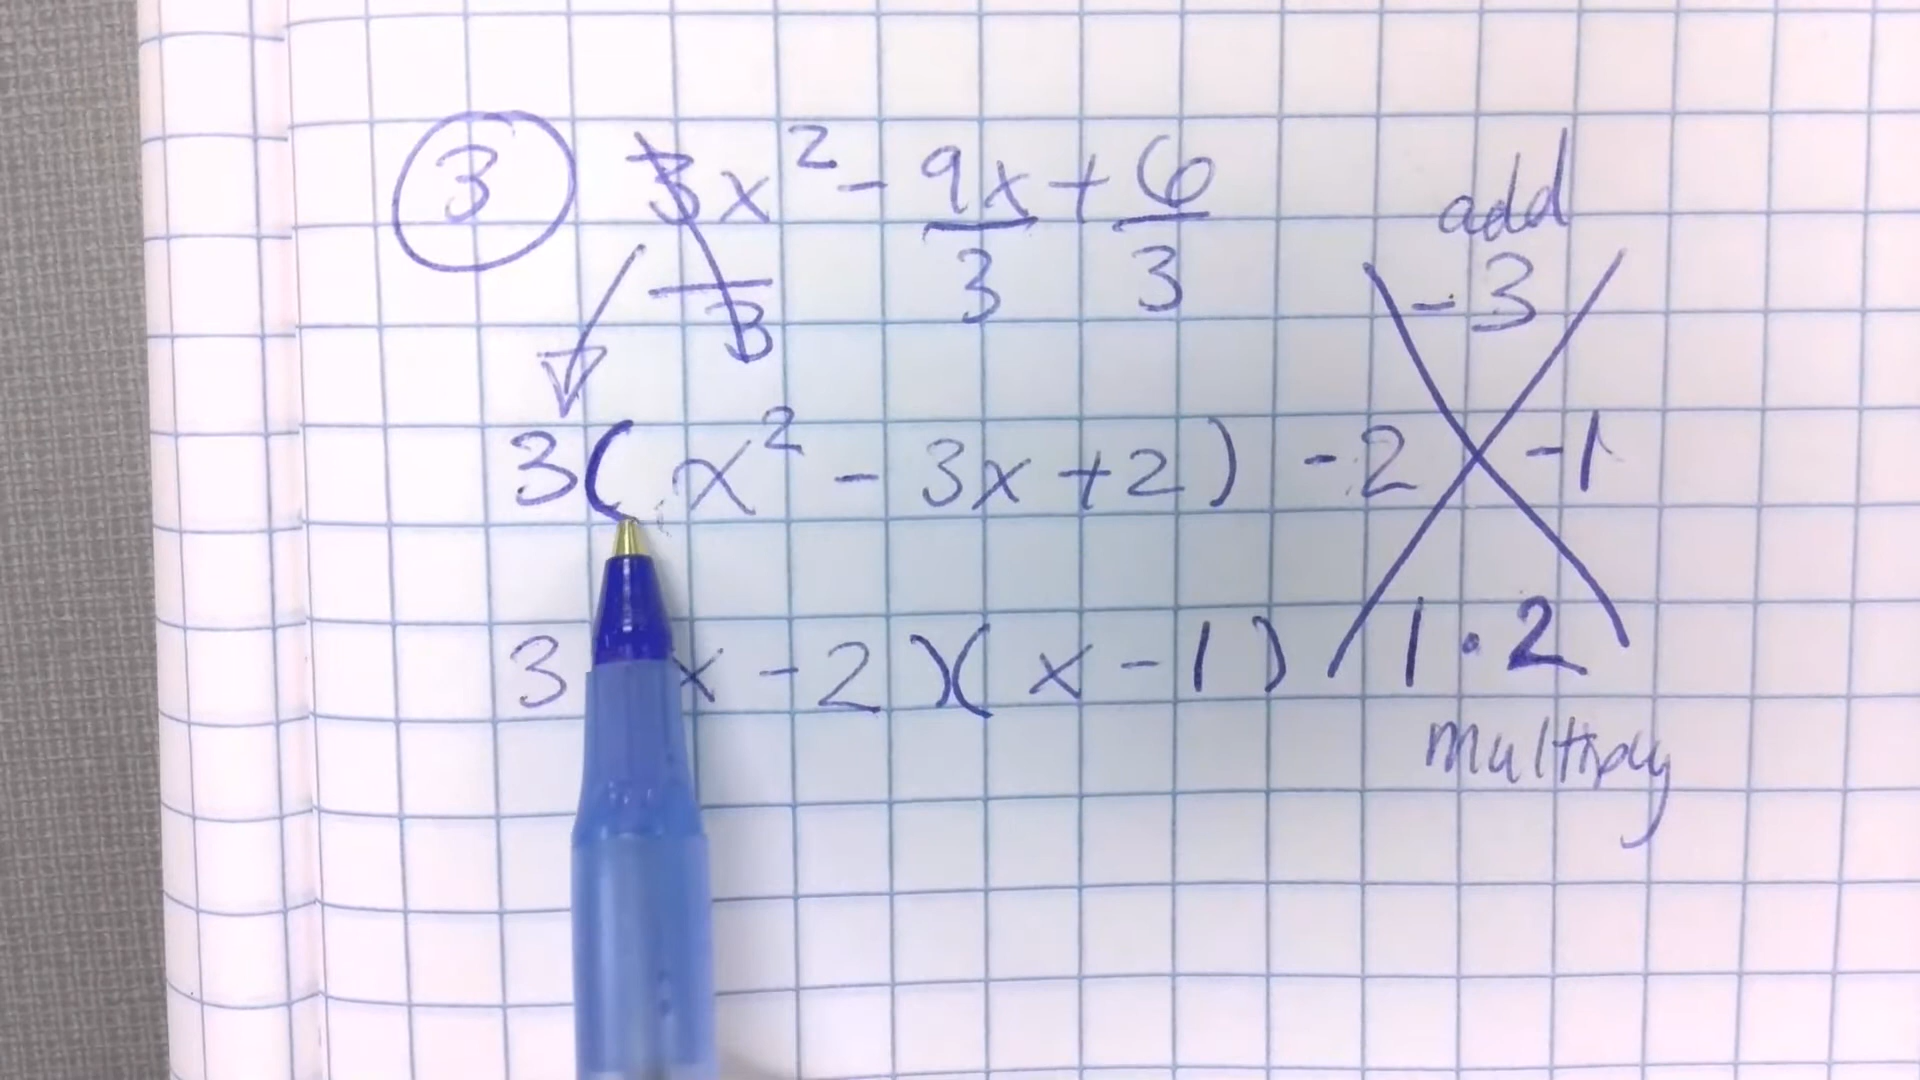 ③ 3x² - 9x + 6
3 3 3
3( x² - 3x + 2 )
3 x - 2 )( x - 1 )
add
-3
-2 -1
1 · 2
multiply